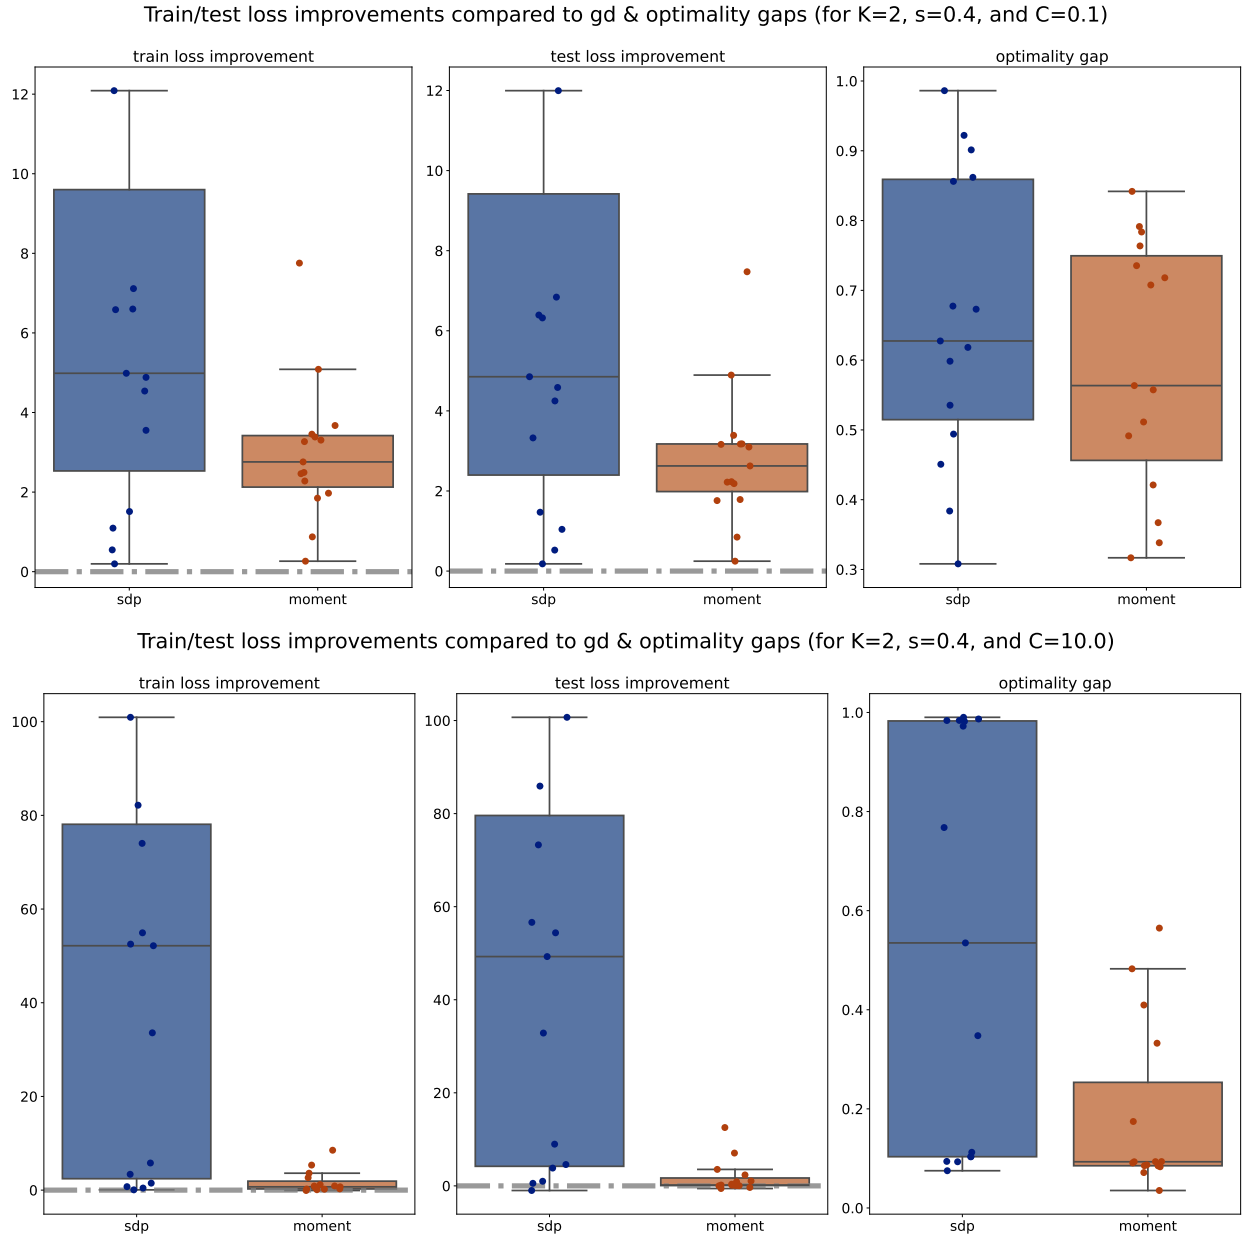 Train/test loss improvements compared to gd & optimality gaps (for K=2, s=0.4, and C=0.1)
train loss improvement
test loss improvement
optimality gap
12
10
8
6
4
2
0
sdp
moment
12
10
8
6
4
2
0
sdp
moment
1.0
0.9
0.8
0.7
0.6
0.5
0.4
0.3
sdp
moment
Train/test loss improvements compared to gd & optimality gaps (for K=2, s=0.4, and C=10.0)
train loss improvement
test loss improvement
optimality gap
100
80
60
40
20
0
sdp
moment
100
80
60
40
20
0
sdp
moment
1.0
0.8
0.6
0.4
0.2
0.0
sdp
moment